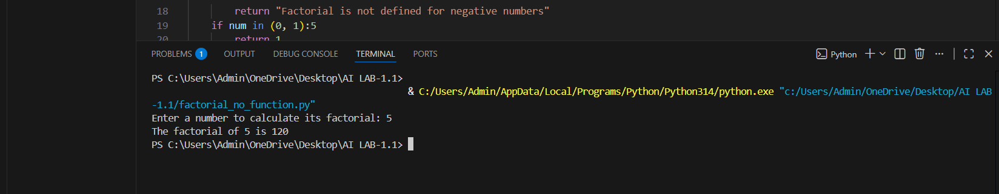 18 return "Factorial is not defined for negative numbers"
19 if num in (0, 1):5
20 return 1
PROBLEMS 1 OUTPUT DEBUG CONSOLE TERMINAL PORTS Python
PS C:\Users\Admin\OneDrive\Desktop\AI LAB-1.1>
& C:/Users/Admin/AppData/Local/Programs/Python/Python314/python.exe "c:/Users/Admin/OneDrive/Desktop/AI LAB
-1.1/factorial_no_function.py"
Enter a number to calculate its factorial: 5
The factorial of 5 is 120
PS C:\Users\Admin\OneDrive\Desktop\AI LAB-1.1>